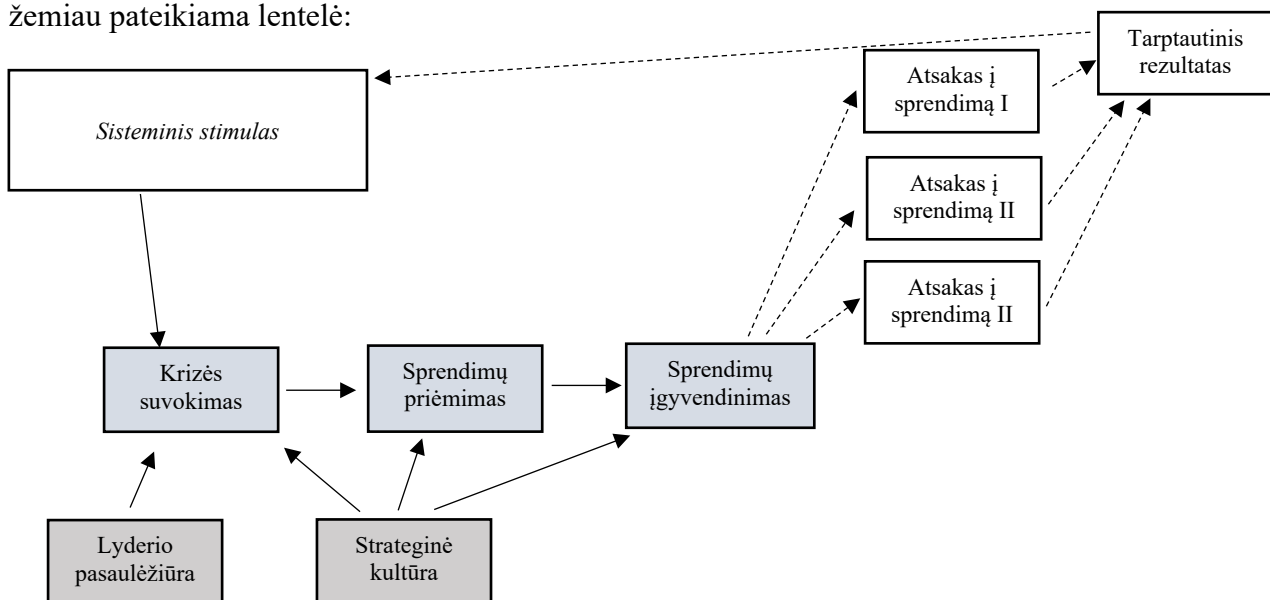 žemiau pateikiama lentelė:
Tarptautinis
rezultatas
Atsakas į
sprendimą I
Sisteminis stimulas
Atsakas į
sprendimą II
Atsakas į
sprendimą II
Krizės
suvokimas
Sprendimų
priėmimas
Sprendimų
įgyvendinimas
Lyderio
pasaulėžiūra
Strateginė
kultūra